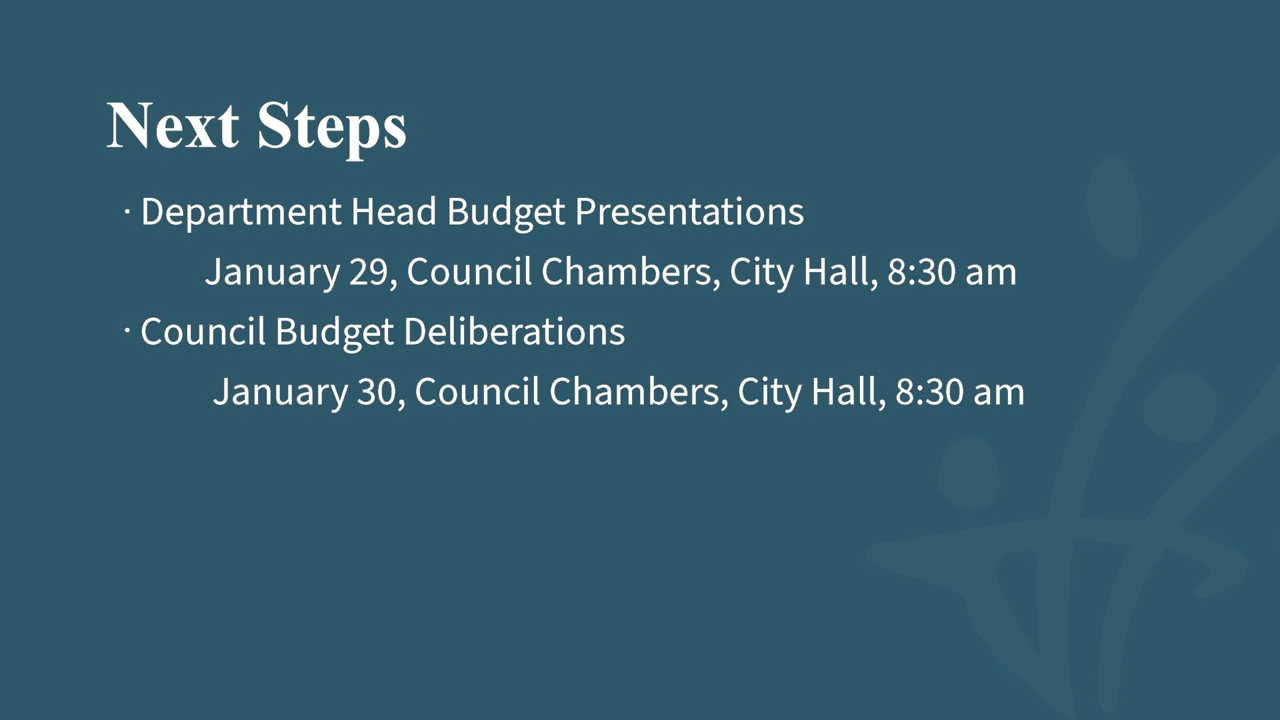 Next Steps
· Department Head Budget Presentations
January 29, Council Chambers, City Hall, 8:30 am
· Council Budget Deliberations
January 30, Council Chambers, City Hall, 8:30 am